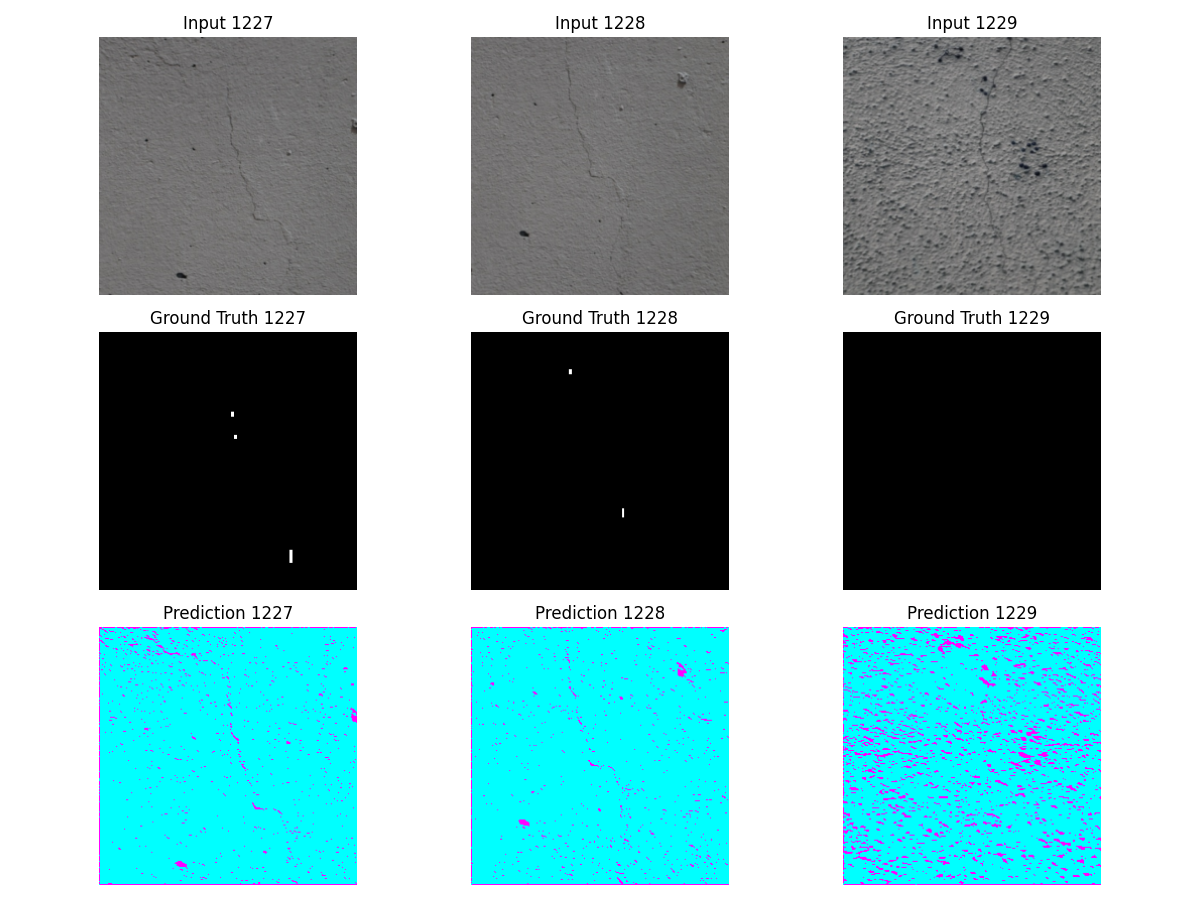 Input 1227
Input 1228
Input 1229
Ground Truth 1227
Ground Truth 1228
Ground Truth 1229
Prediction 1227
Prediction 1228
Prediction 1229